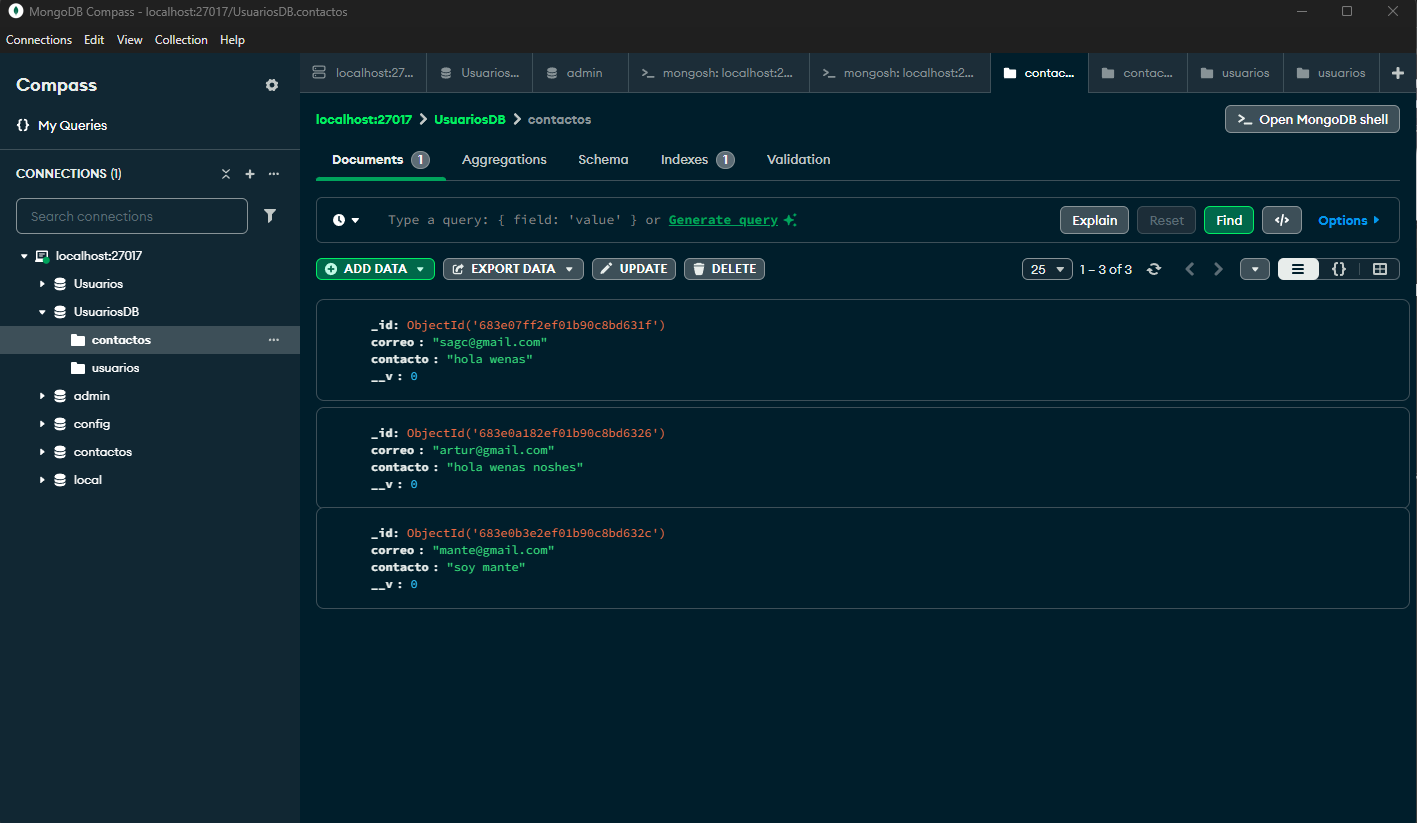 MongoDB Compass - localhost:27017/UsuariosDB.contactos
Connections Edit View Collection Help
Compass
{} My Queries
CONNECTIONS (1)
Search connections
localhost:27017
Usuarios
UsuariosDB
contactos
usuarios
admin
config
contactos
local
localhost:27... Usuarios... admin mongosh: localhost:2... mongosh: localhost:2... contac... contac... usuarios usuarios
localhost:27017 > UsuariosDB > contactos
>_ Open MongoDB shell
Documents 1 Aggregations Schema Indexes 1 Validation
Type a query: { field: 'value' } or Generate query
Explain Reset Find </> Options
ADD DATA EXPORT DATA UPDATE DELETE
25 1 – 3 of 3 {}
_id: ObjectId('683e07ff2ef01b90c8bd631f')
correo : "sagc@gmail.com"
contacto : "hola wenas"
__v : 0
_id: ObjectId('683e0a182ef01b90c8bd6326')
correo : "artur@gmail.com"
contacto : "hola wenas noshes"
__v : 0
_id: ObjectId('683e0b3e2ef01b90c8bd632c')
correo : "mante@gmail.com"
contacto : "soy mante"
__v : 0